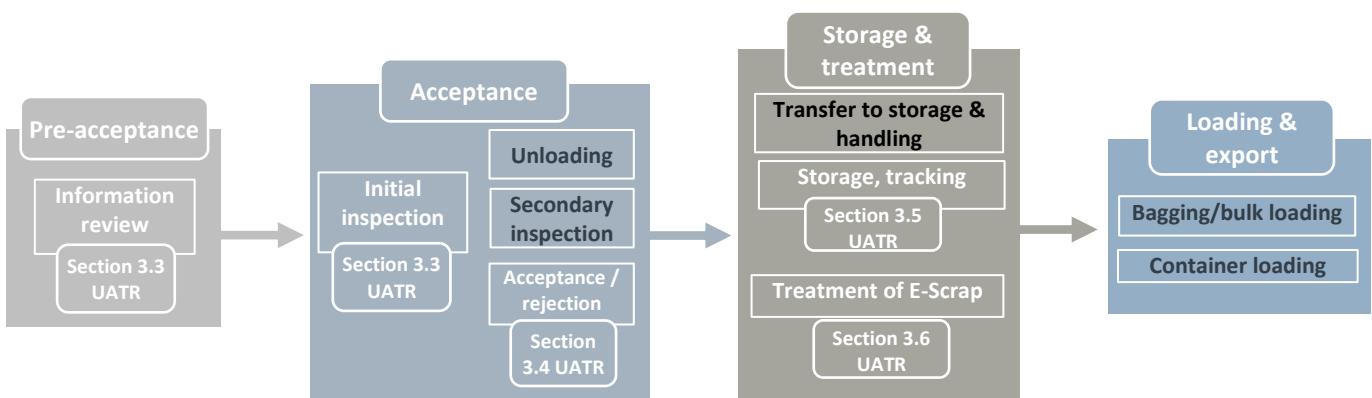 Pre-acceptance
Information
review
Section 3.3
UATR
Acceptance
Initial
inspection
Section 3.3
UATR
Unloading
Secondary
inspection
Acceptance /
rejection
Section
3.4 UATR
Storage &
treatment
Transfer to storage &
handling
Storage, tracking
Section 3.5
UATR
Treatment of E-Scrap
Section 3.6
UATR
Loading &
export
Bagging/bulk loading
Container loading